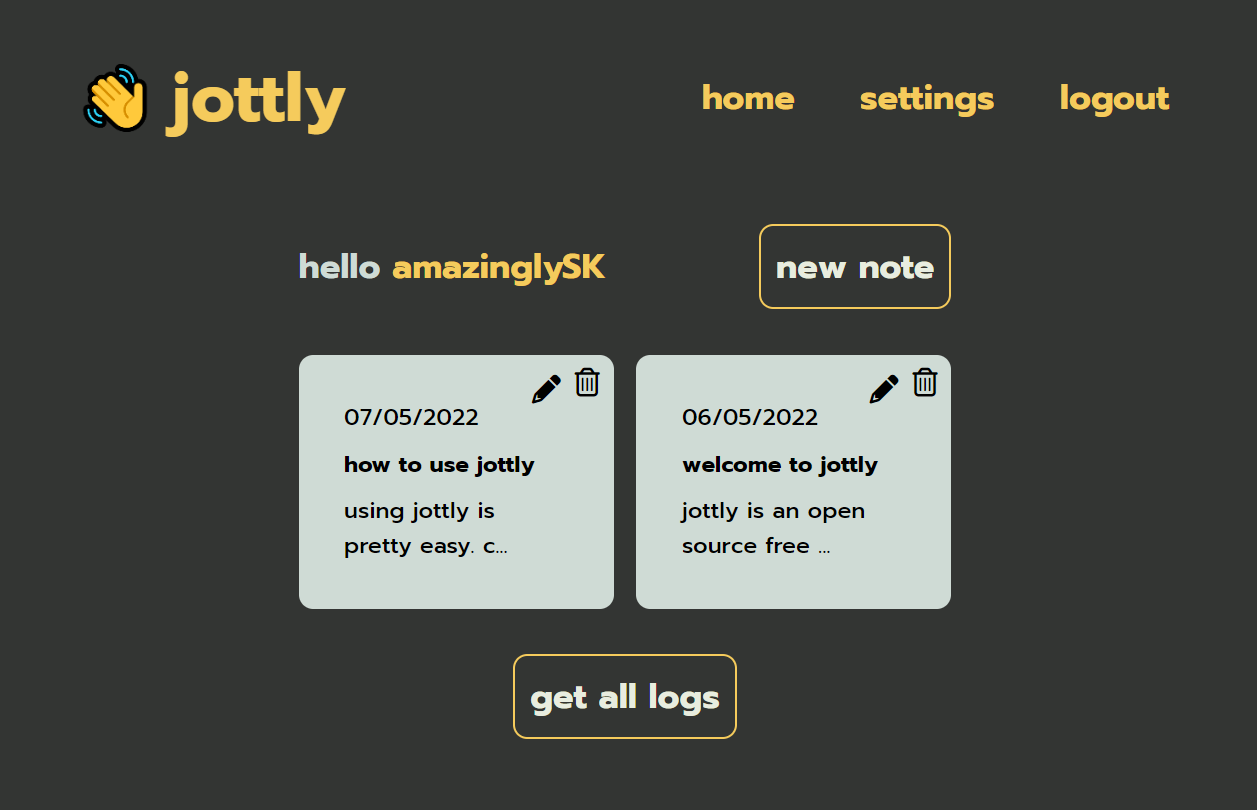 jottly
home settings logout
hello amazinglySK
new note
07/05/2022
how to use jottly
using jottly is
pretty easy. c...
06/05/2022
welcome to jottly
jottly is an open
source free ...
get all logs